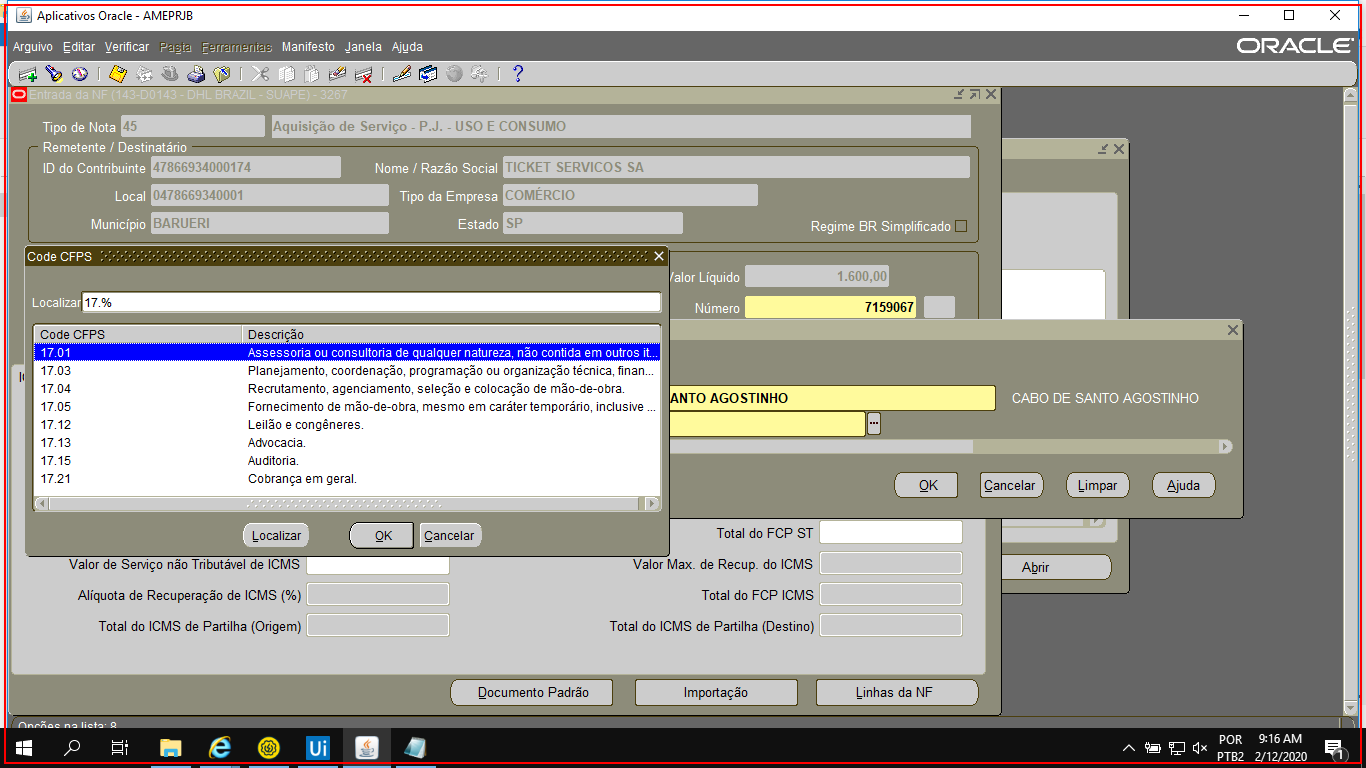 Aplicativos Oracle - AMEPRJB
Arquivo Editar Verificar Pasta Ferramentas Manifesto Janela Ajuda
ORACLE
Entrada da NF (143-D0143 - DHL BRAZIL - SUAPE) - 3267
Tipo de Nota 45 Aquisição de Serviço - P.J. - USO E CONSUMO
Remetente / Destinatário
ID do Contribuinte 47866934000174 Nome / Razão Social TICKET SERVICOS SA
Local 0478669340001 Tipo da Empresa COMÉRCIO
Município BARUERI Estado SP Regime BR Simplificado
Code CFPS
Valor Líquido 1.600,00
Localizar 17.%
Número 7159067
Code CFPS Descrição
17.01 Assessoria ou consultoria de qualquer natureza, não contida em outros it...
17.03 Planejamento, coordenação, programação ou organização técnica, finan...
17.04 Recrutamento, agenciamento, seleção e colocação de mão-de-obra.
17.05 Fornecimento de mão-de-obra, mesmo em caráter temporário, inclusive ...
17.12 Leilão e congêneres.
17.13 Advocacia.
17.15 Auditoria.
17.21 Cobrança em geral.
ANTO AGOSTINHO CABO DE SANTO AGOSTINHO
...
OK Cancelar Limpar Ajuda
Localizar OK Cancelar
Total do FCP ST
Valor de Serviço não Tributável de ICMS Valor Max. de Recup. do ICMS
Abrir
Alíquota de Recuperação de ICMS (%) Total do FCP ICMS
Total do ICMS de Partilha (Origem) Total do ICMS de Partilha (Destino)
Documento Padrão Importação Linhas da NF
Opções na lista: 8
Ui
POR
PTB2
9:16 AM
2/12/2020
1